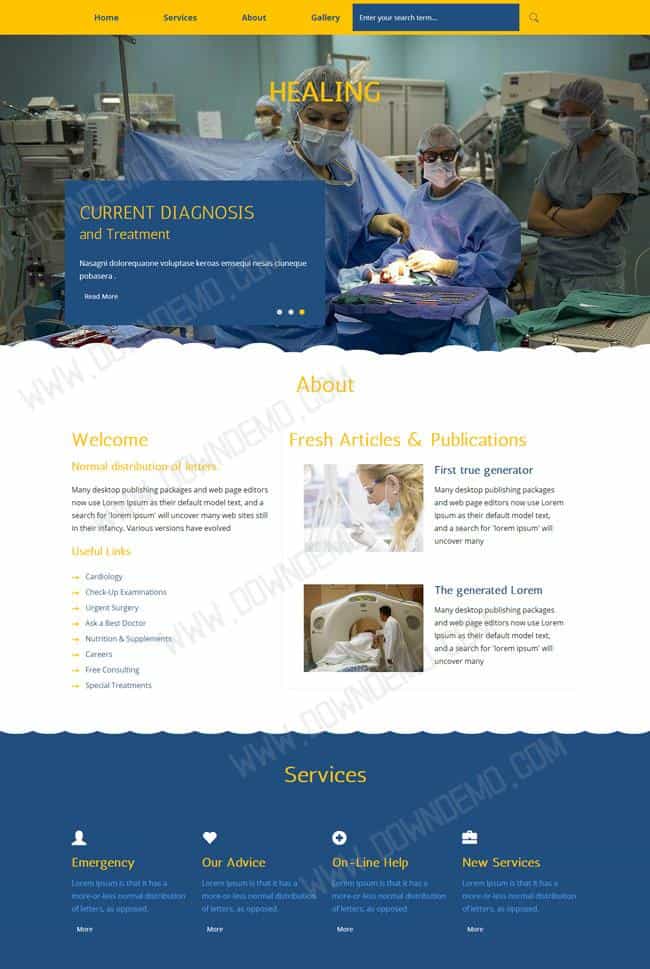 Home Services About Gallery Enter your search term...
HEALING
CURRENT DIAGNOSIS
and Treatment
Nasagni dolorequaone voluptase keroas emsequi nesas cluneque
pobasera .
Read More
About
Welcome
Normal distribution of letters.
Many desktop publishing packages and web page editors
now use Lorem Ipsum as their default model text, and a
search for 'lorem ipsum' will uncover many web sites still
in their infancy. Various versions have evolved
Useful Links
Cardiology
Check-Up Examinations
Urgent Surgery
Ask a Best Doctor
Nutrition & Supplements
Careers
Free Consulting
Special Treatments
Fresh Articles & Publications
First true generator
Many desktop publishing packages
and web page editors now use Lorem
Ipsum as their default model text,
and a search for 'lorem ipsum' will
uncover many
The generated Lorem
Many desktop publishing packages
and web page editors now use Lorem
Ipsum as their default model text,
and a search for 'lorem ipsum' will
uncover many
Services
Emergency
Lorem Ipsum is that it has a
more-or-less normal distribution
of letters, as opposed.
More
Our Advice
Lorem Ipsum is that it has a
more-or-less normal distribution
of letters, as opposed.
More
On-Line Help
Lorem Ipsum is that it has a
more-or-less normal distribution
of letters, as opposed.
More
New Services
Lorem Ipsum is that it has a
more-or-less normal distribution
of letters, as opposed.
More
WWW.DOWNDEMO.COM
WWW.DOWNDEMO.COM
WWW.DOWNDEMO.COM
WWW.DOWNDEMO.COM